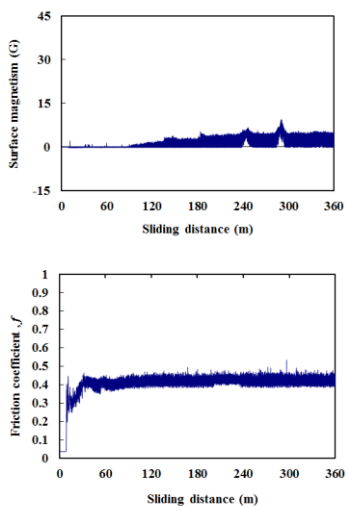 45
30
15
0
-15
Surface magnetism (G)
0 60 120 180 240 300 360
Sliding distance (m)
1
0.9
0.8
0.7
0.6
0.5
0.4
0.3
0.2
0.1
0
Friction coefficient ,f
0 60 120 180 240 300 360
Sliding distance (m)